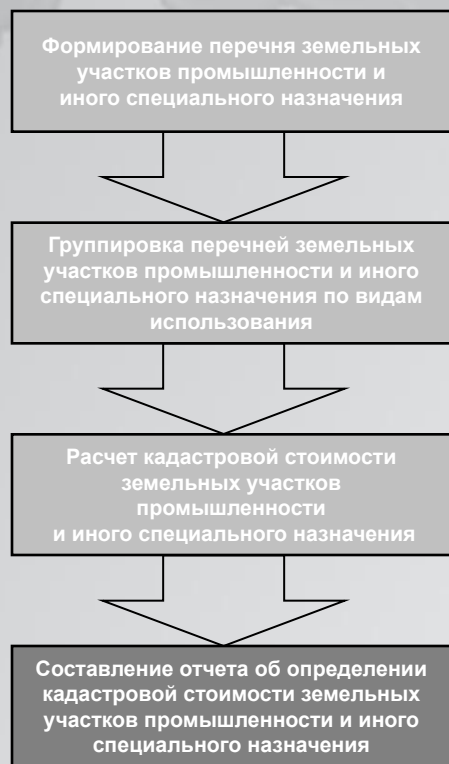 Формирование перечня земельных
участков промышленности и
иного специального назначения
Группировка перечней земельных
участков промышленности и иного
специального назначения по видам
использования
Расчет кадастровой стоимости
земельных участков
промышленности
и иного специального назначения
Составление отчета об определении
кадастровой стоимости земельных
участков промышленности и иного
специального назначения